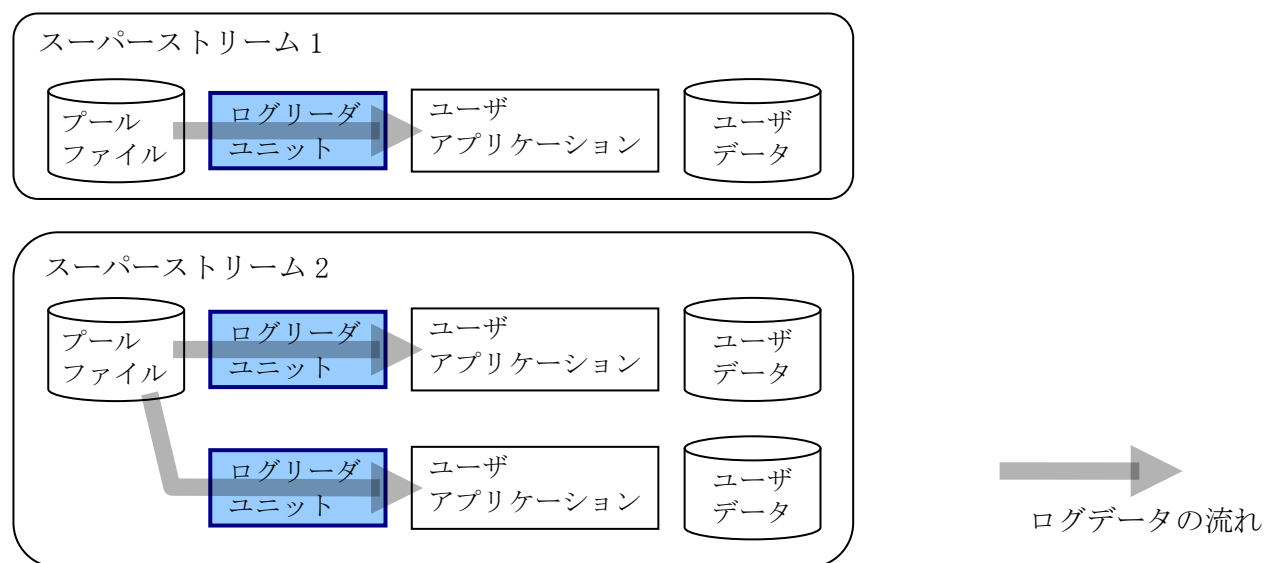 スーパーストリーム 1
プール
ファイル
ログリーダ
ユニット
ユーザ
アプリケーション
ユーザ
データ
スーパーストリーム 2
プール
ファイル
ログリーダ
ユニット
ユーザ
アプリケーション
ユーザ
データ
ログリーダ
ユニット
ユーザ
アプリケーション
ユーザ
データ
ログデータの流れ